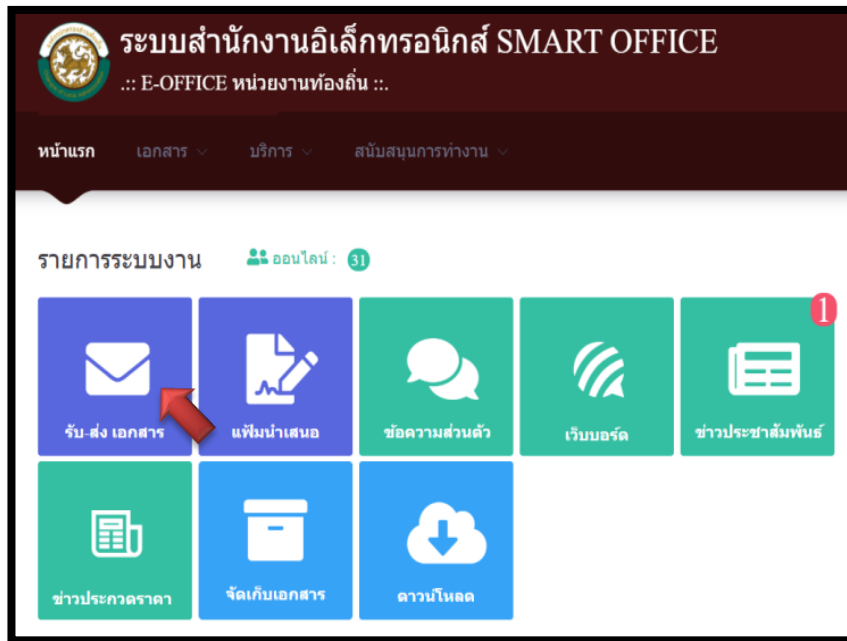 ระบบสำนักงานอิเล็กทรอนิกส์ SMART OFFICE
.:: E-OFFICE หน่วยงานท้องถิ่น ::.
หน้าแรก เอกสาร บริการ สนับสนุนการทำงาน
รายการระบบงาน ออนไลน์ : 31
1
รับ-ส่ง เอกสาร แฟ้มนำเสนอ ข้อความส่วนตัว เว็บบอร์ด ข่าวประชาสัมพันธ์
ข่าวประกวดราคา จัดเก็บเอกสาร ดาวน์โหลด